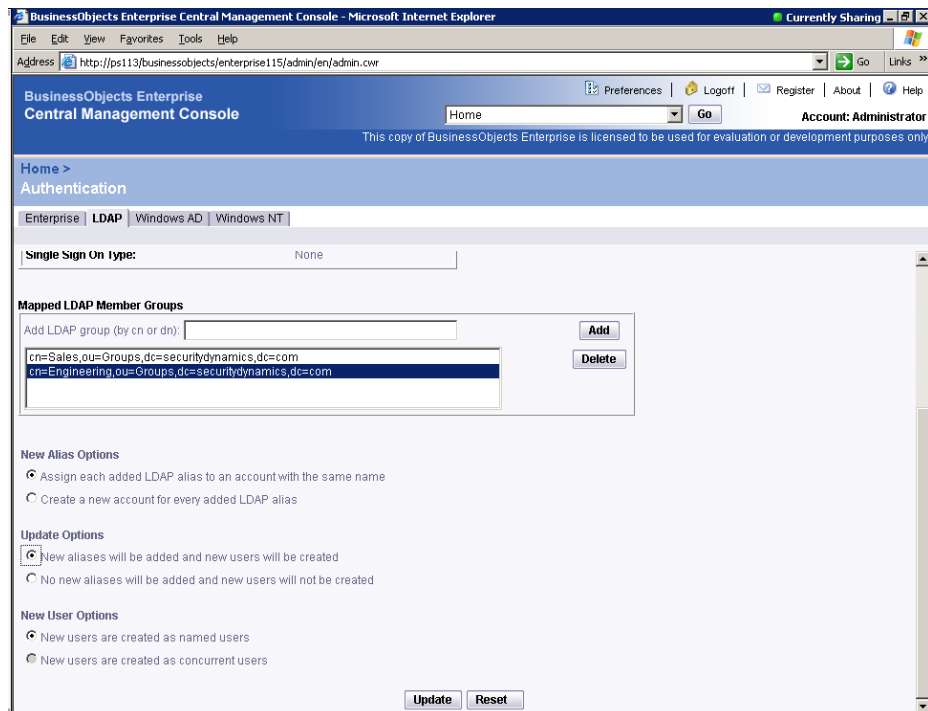 BusinessObjects Enterprise Central Management Console - Microsoft Internet Explorer
Currently Sharing
File Edit View Favorites Tools Help
Address http://ps113/businessobjects/enterprise115/admin/en/admin.cwr Go Links »
BusinessObjects Enterprise
Central Management Console
Preferences | Logoff | Register | About | Help
Home Go Account: Administrator
This copy of BusinessObjects Enterprise is licensed to be used for evaluation or development purposes only
Home >
Authentication
Enterprise LDAP Windows AD Windows NT
Single Sign On Type: None
Mapped LDAP Member Groups
Add LDAP group (by cn or dn): Add
cn=Sales,ou=Groups,dc=securitydynamics,dc=com
Delete
cn=Engineering,ou=Groups,dc=securitydynamics,dc=com
New Alias Options
Assign each added LDAP alias to an account with the same name
Create a new account for every added LDAP alias
Update Options
New aliases will be added and new users will be created
No new aliases will be added and new users will not be created
New User Options
New users are created as named users
New users are created as concurrent users
Update Reset